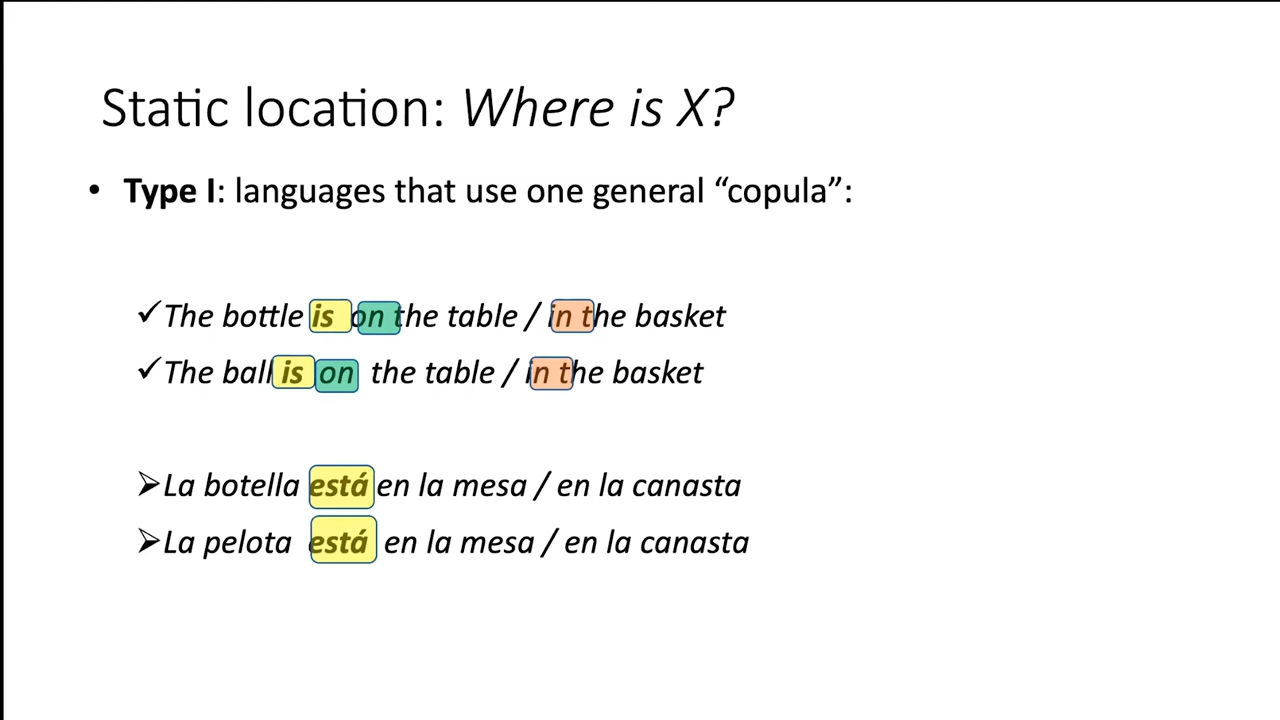 Static location: Where is X?
• Type I: languages that use one general “copula”:
✓The bottle is on the table / in the basket
✓The ball is on the table / in the basket
➢La botella está en la mesa / en la canasta
➢La pelota está en la mesa / en la canasta